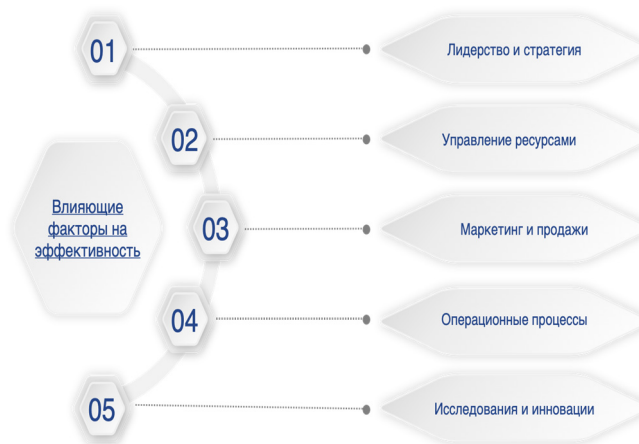 01
Лидерство и стратегия
02
Управление ресурсами
Влияющие
факторы на
эффективность
03
Маркетинг и продажи
04
Операционные процессы
05
Исследования и инновации